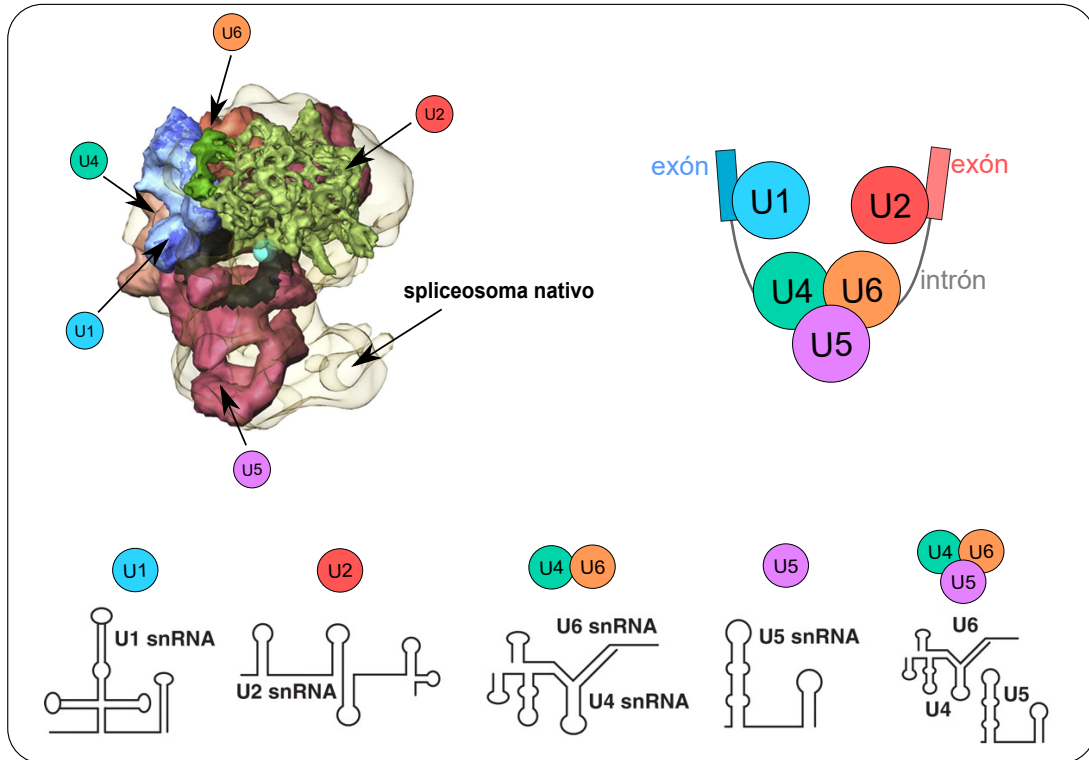 U6
U2
U4
U1
spliceosoma nativo
U5
exón
U1
U2
exón
U4
U6
intrón
U5
U1
U2
U4
U6
U5
U4
U6
U5
U1 snRNA
U2 snRNA
U6 snRNA
U4 snRNA
U5 snRNA
U6
U4
U5